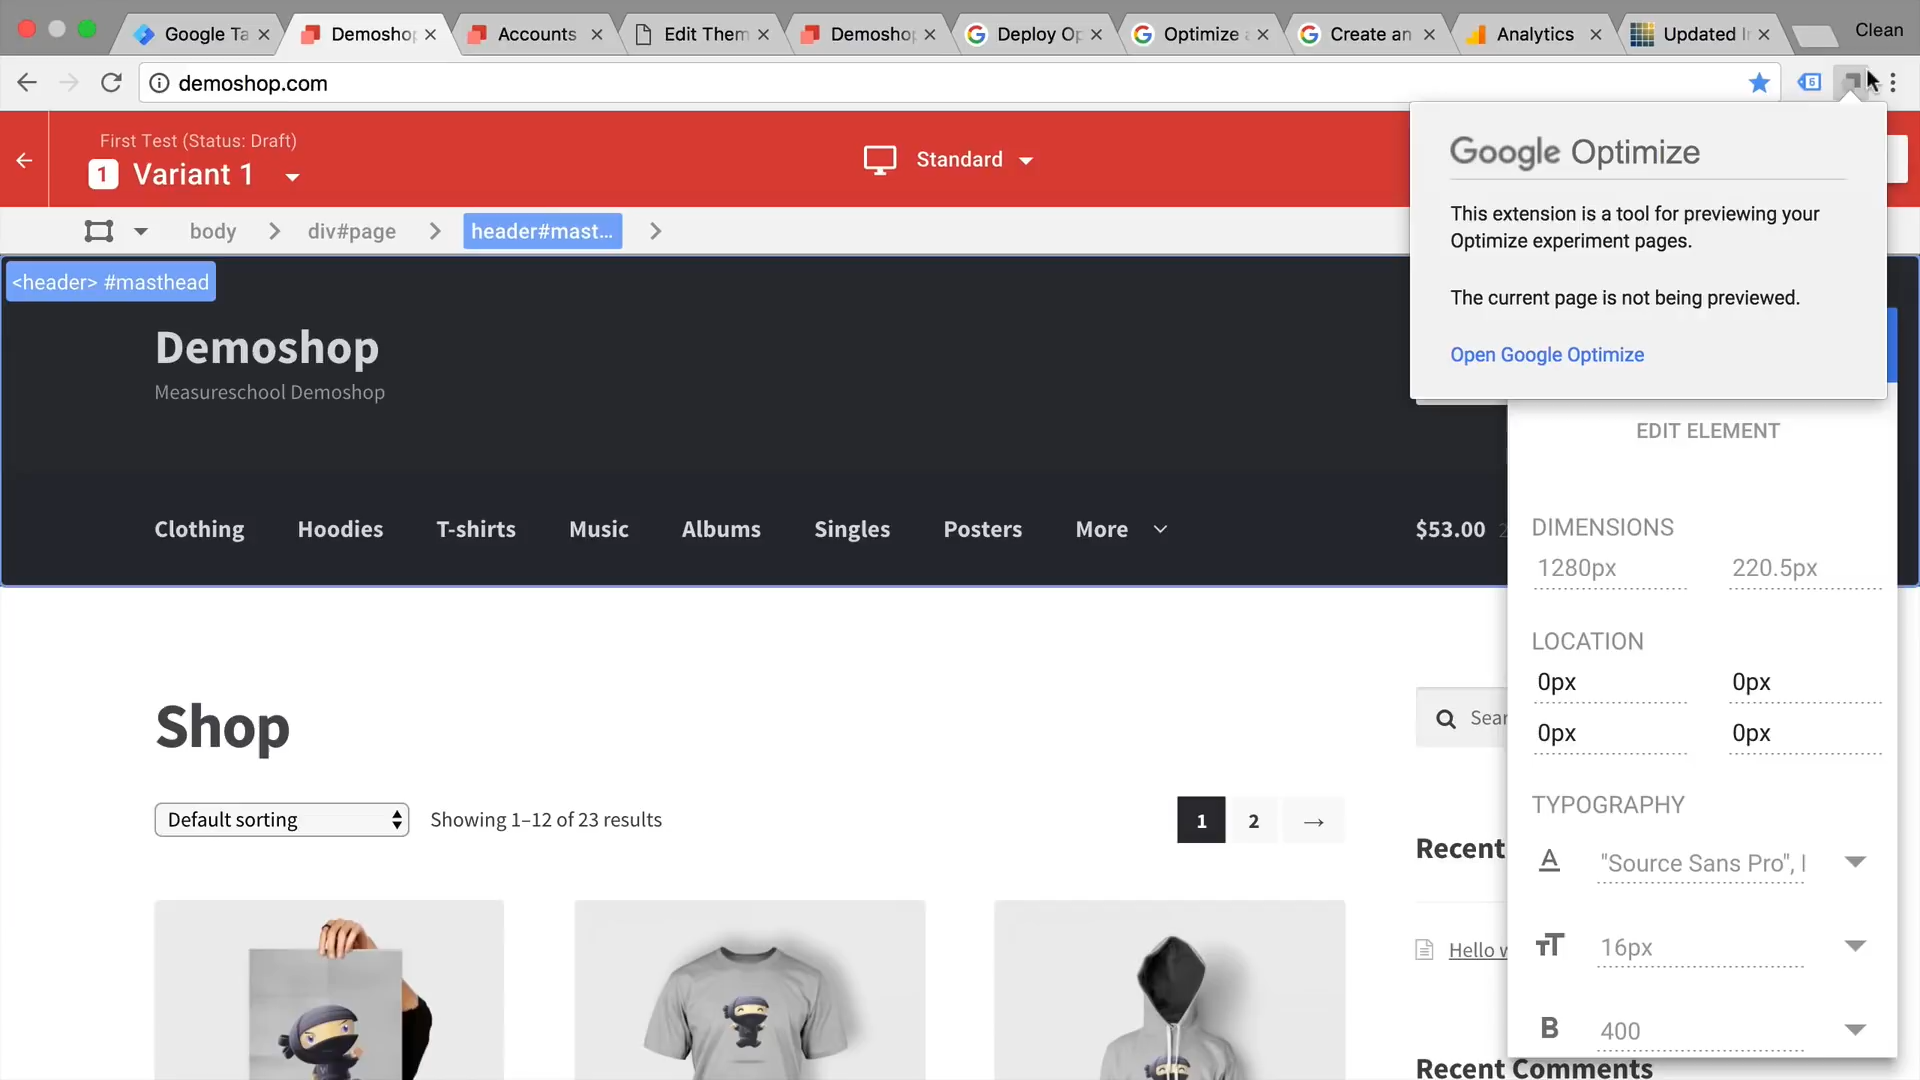 Google Ta
Demoshop
Accounts
Edit Them
Demoshop
Deploy Op
Optimize a
Create an
Analytics
Updated I
Clean
demoshop.com
6
First Test (Status: Draft)
1 Variant 1
Standard
body
div#page
header#mast...
<header> #masthead
Google Optimize
This extension is a tool for previewing your
Optimize experiment pages.
The current page is not being previewed.
Open Google Optimize
Demoshop
Measureschool Demoshop
Clothing
Hoodies
T-shirts
Music
Albums
Singles
Posters
More
$53.00 2
EDIT ELEMENT
DIMENSIONS
1280px
220.5px
LOCATION
0px
0px
0px
0px
TYPOGRAPHY
"Source Sans Pro", 
16px
B 400
Shop
Default sorting
Showing 1–12 of 23 results
1
2
→
Sear
Recent
Hello w
Recent Comments